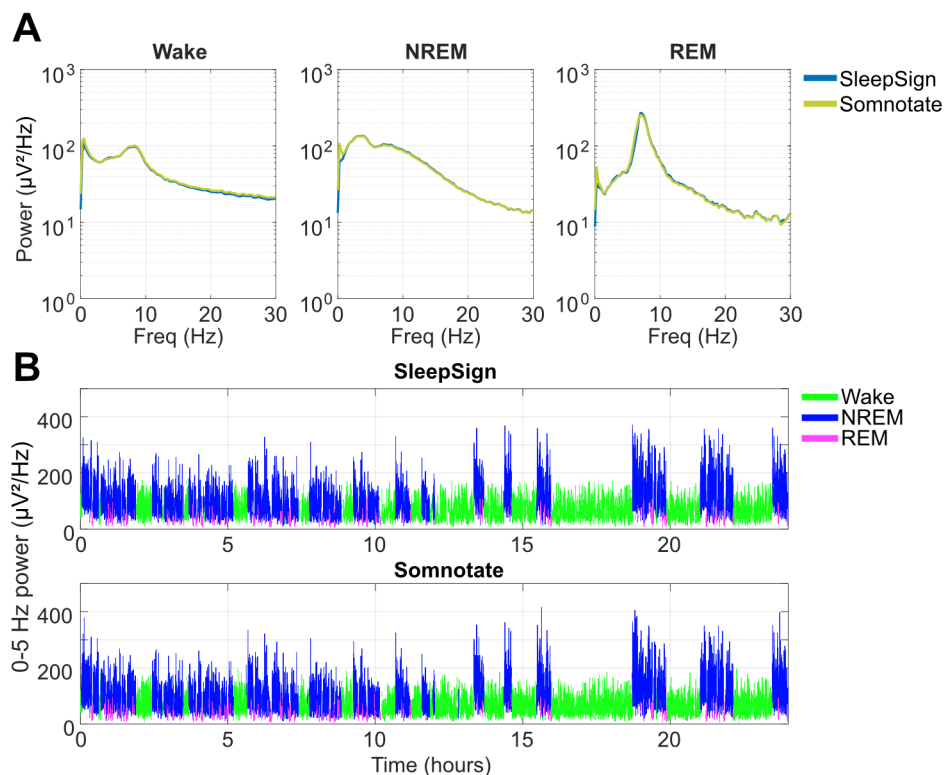 A
Wake
NREM
REM
SleepSign
Somnotate
Power (µV²/Hz)
10³
10²
10¹
10⁰
0 10 20 30
Freq (Hz)
10³
10²
10¹
10⁰
0 10 20 30
Freq (Hz)
10³
10²
10¹
10⁰
0 10 20 30
Freq (Hz)
B
SleepSign
Wake
NREM
REM
0-5 Hz power (µV²/Hz)
400
200
0
0 5 10 15 20
Somnotate
400
200
0
0 5 10 15 20
Time (hours)